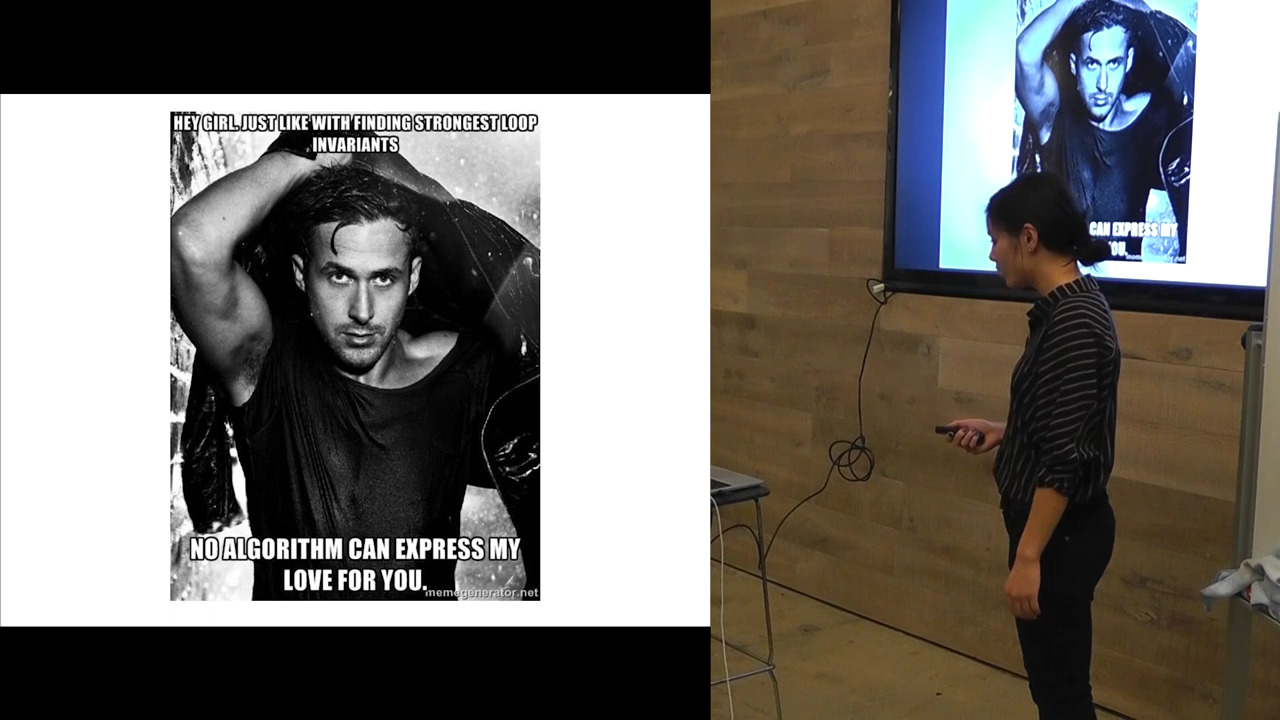 HEY GIRL. JUST LIKE WITH FINDING STRONGEST LOOP
INVARIANTS
NO ALGORITHM CAN EXPRESS MY
LOVE FOR YOU.
memegenerator.net
CAN EXPRESS MY
YOU.